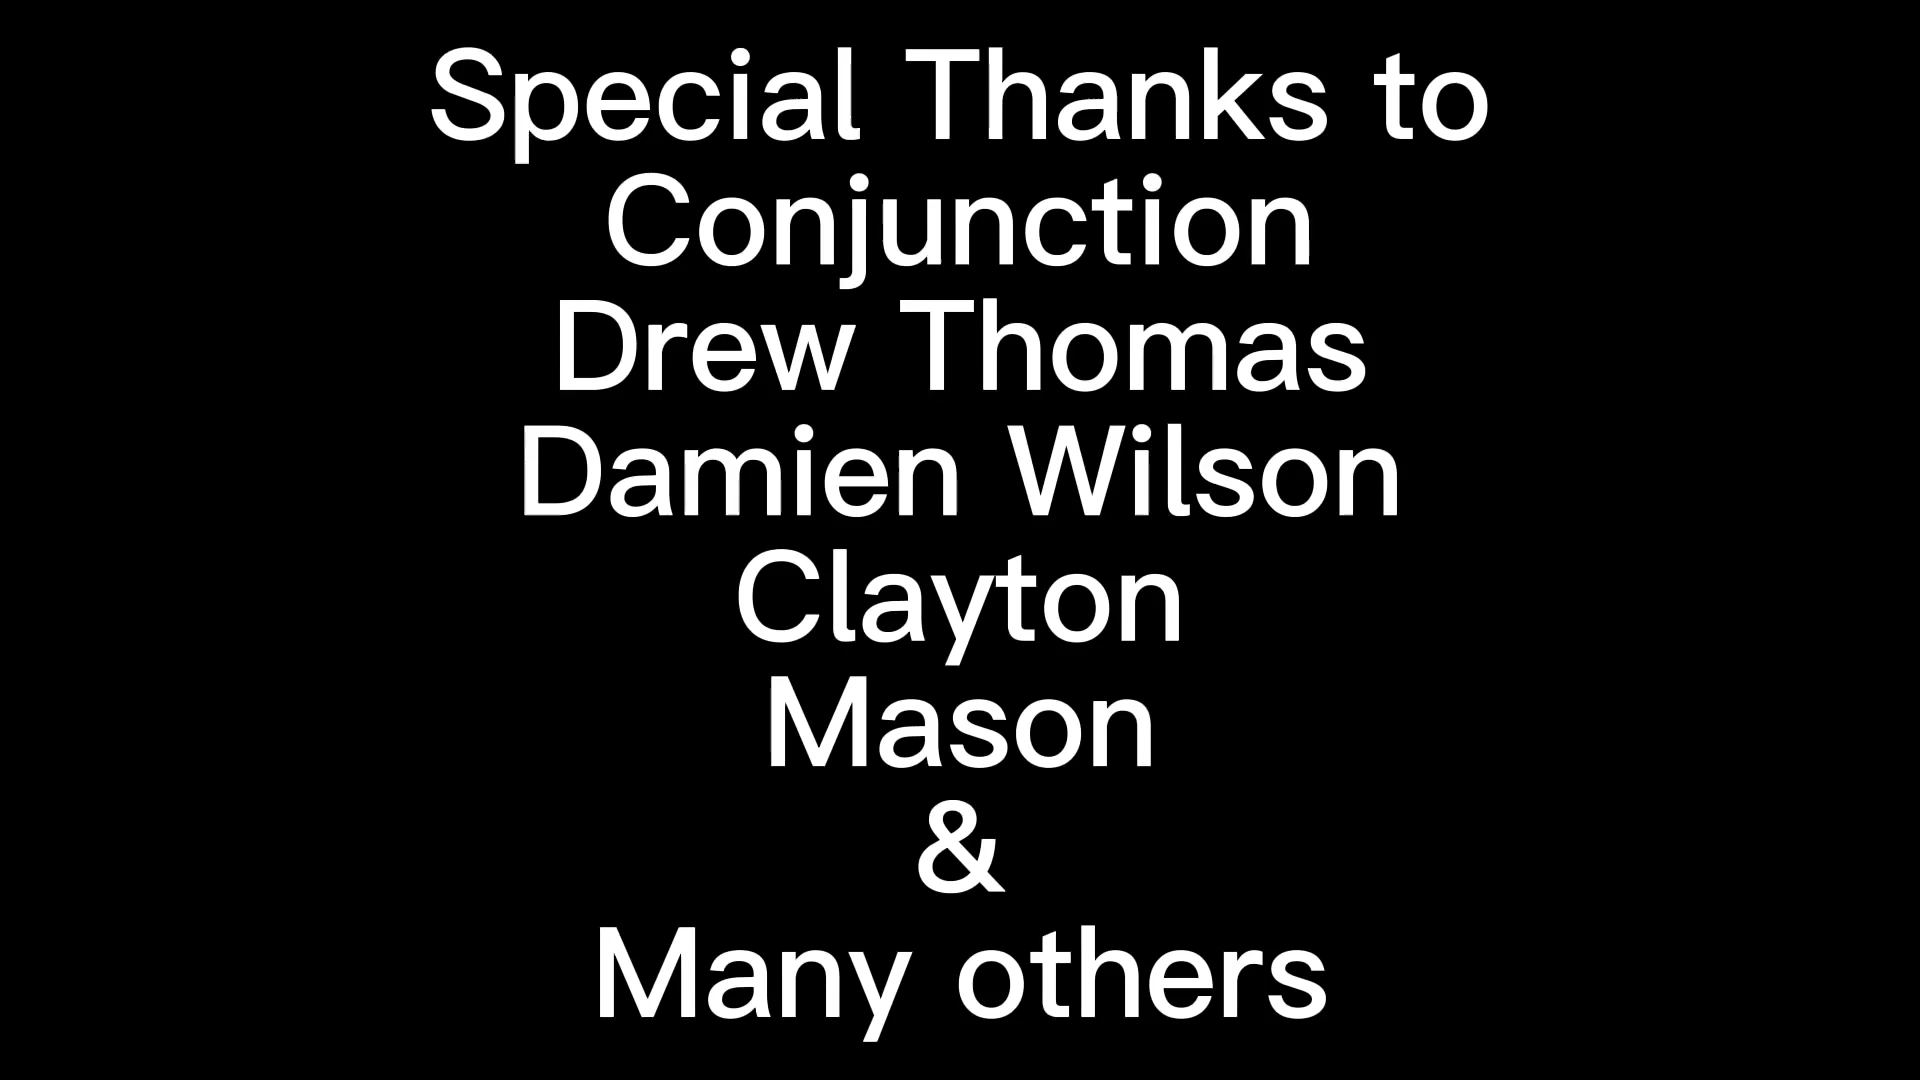 Special Thanks to
Conjunction
Drew Thomas
Damien Wilson
Clayton
Mason
&
Many others